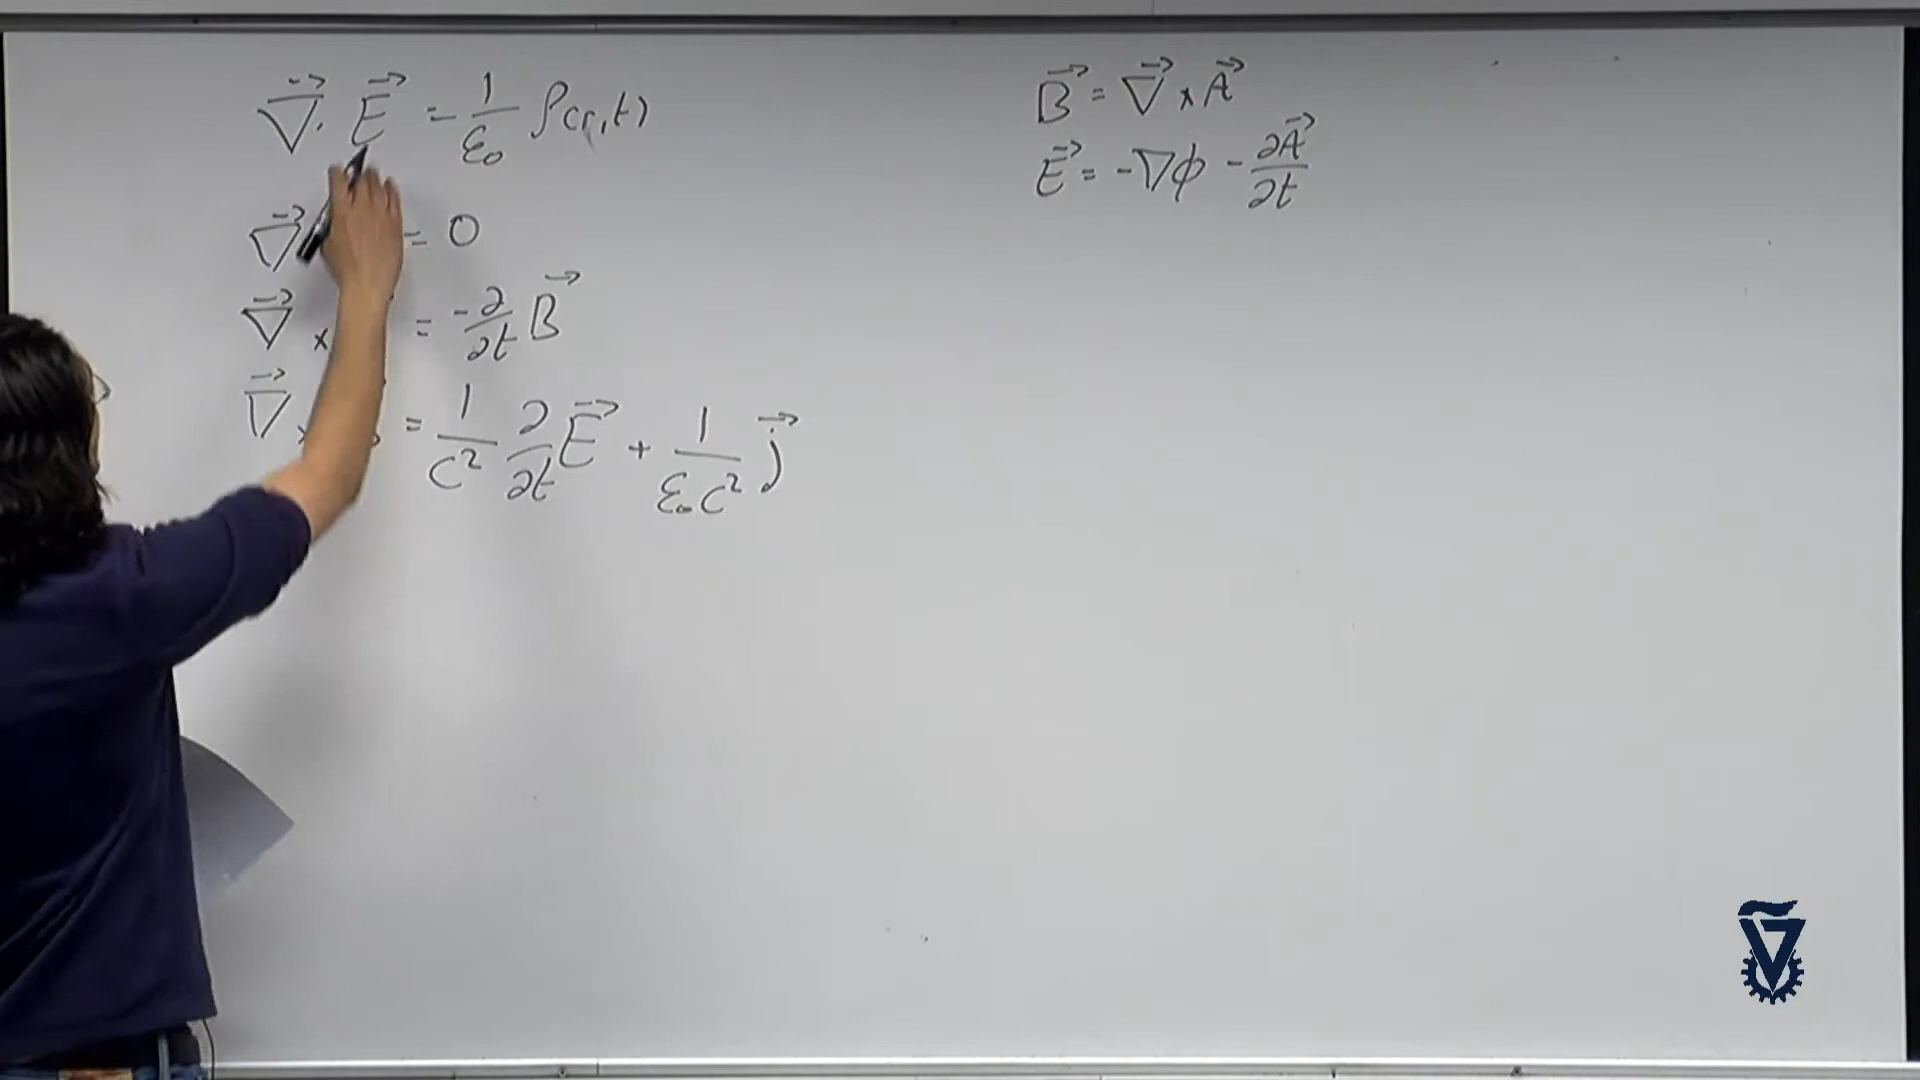 ∇⃗·E⃗ = 1/ε₀ ρ(r,t)
∇⃗ = 0
∇⃗ × = -∂/∂t B⃗
∇⃗ × = 1/c² ∂/∂t E⃗ + 1/ε₀c² j⃗
B⃗ = ∇⃗ × A⃗
E⃗ = -∇φ - ∂A⃗/∂t